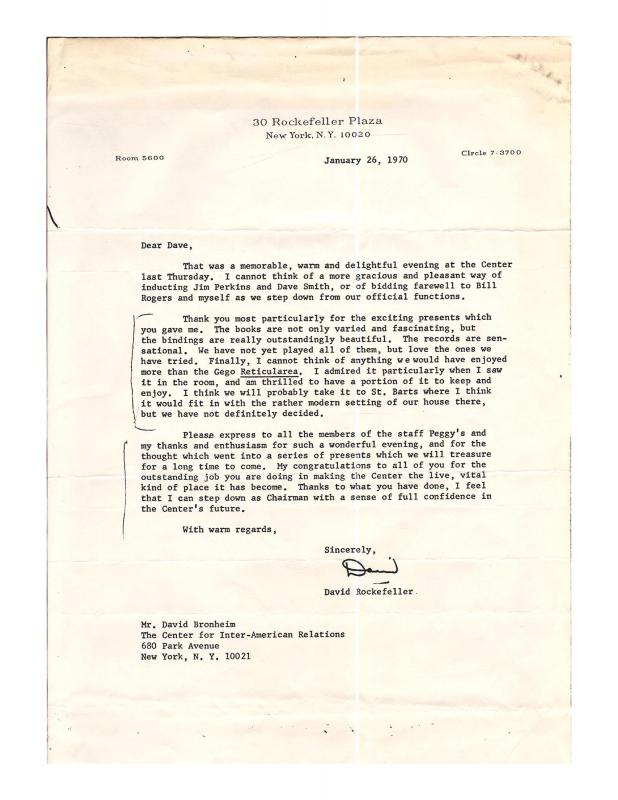 30 Rockefeller Plaza
New York, N. Y. 10020
Room 5600
CIrcle 7-3700
January 26, 1970
Dear Dave,
That was a memorable, warm and delightful evening at the Center
last Thursday. I cannot think of a more gracious and pleasant way of
inducting Jim Perkins and Dave Smith, or of bidding farewell to Bill
Rogers and myself as we step down from our official functions.
Thank you most particularly for the exciting presents which
you gave me. The books are not only varied and fascinating, but
the bindings are really outstandingly beautiful. The records are sen-
sational. We have not yet played all of them, but love the ones we
have tried. Finally, I cannot think of anything we would have enjoyed
more than the Gego Reticularea. I admired it particularly when I saw
it in the room, and am thrilled to have a portion of it to keep and
enjoy. I think we will probably take it to St. Barts where I think
it would fit in with the rather modern setting of our house there,
but we have not definitely decided.
Please express to all the members of the staff Peggy's and
my thanks and enthusiasm for such a wonderful evening, and for the
thought which went into a series of presents which we will treasure
for a long time to come. My congratulations to all of you for the
outstanding job you are doing in making the Center the live, vital
kind of place it has become. Thanks to what you have done, I feel
that I can step down as Chairman with a sense of full confidence in
the Center's future.
With warm regards,
Sincerely,
David
David Rockefeller
Mr. David Bronheim
The Center for Inter-American Relations
680 Park Avenue
New York, N. Y. 10021